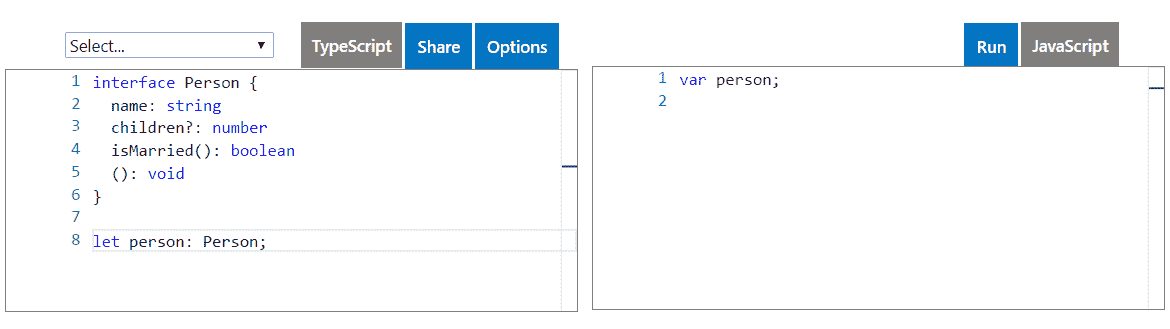 Select...
TypeScript
Share
Options
1 interface Person {
2   name: string
3   children?: number
4   isMarried(): boolean
5   (): void
6 }
7
8 let person: Person;
Run
JavaScript
1 var person;
2